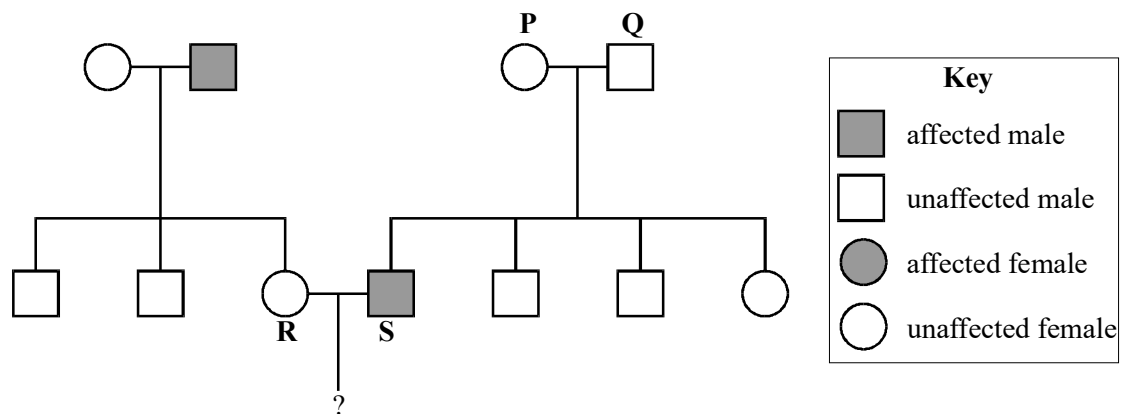 P Q
Key
affected male
unaffected male
affected female
unaffected female
R S
?